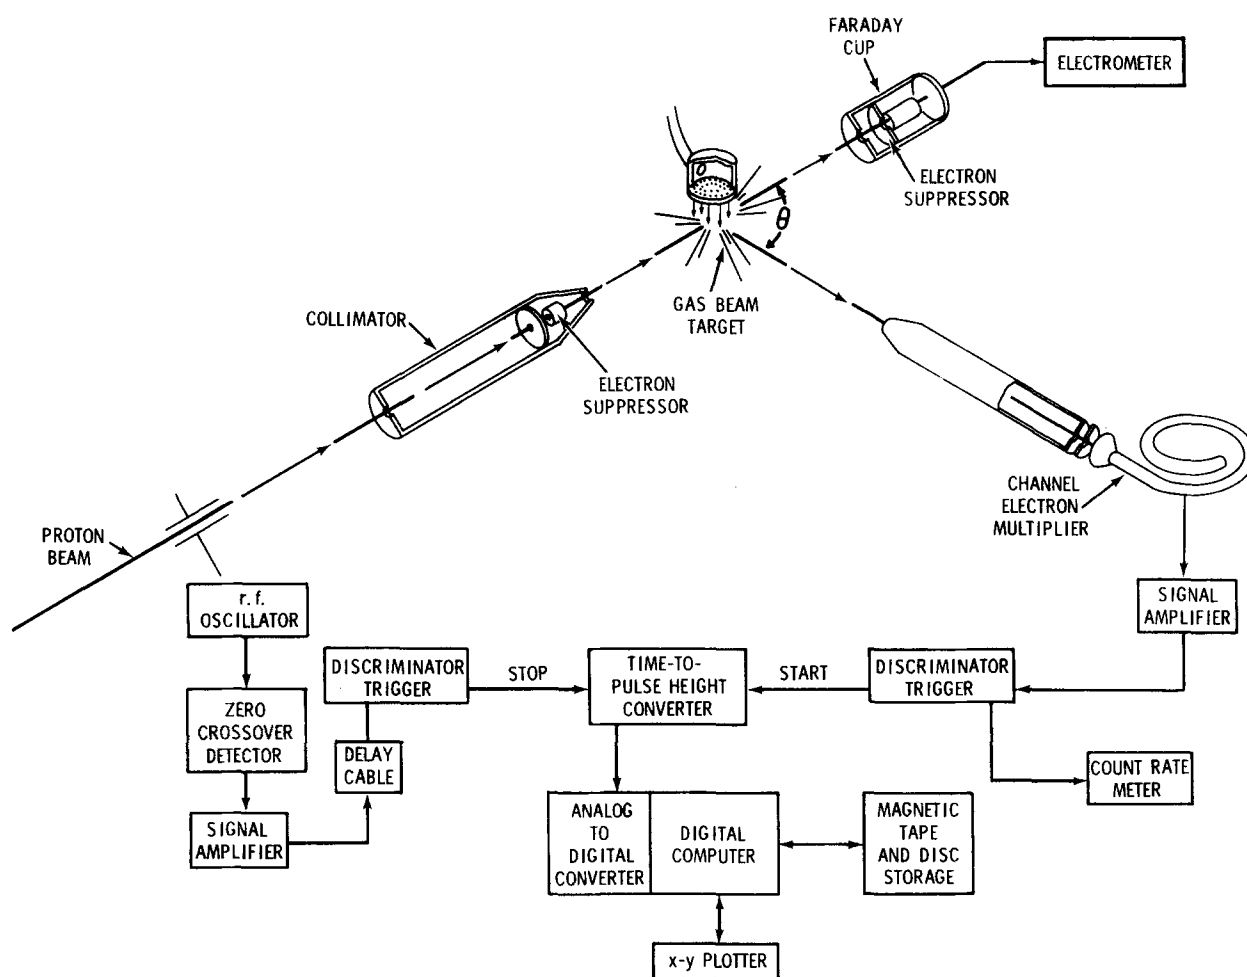 FARADAY
CUP
ELECTROMETER
ELECTRON
SUPPRESSOR
θ
GAS BEAM
TARGET
COLLIMATOR
ELECTRON
SUPPRESSOR
CHANNEL
ELECTRON
MULTIPLIER
PROTON
BEAM
r.f.
OSCILLATOR
SIGNAL
AMPLIFIER
DISCRIMINATOR
TRIGGER
STOP
TIME-TO-
PULSE HEIGHT
CONVERTER
START
DISCRIMINATOR
TRIGGER
ZERO
CROSSOVER
DETECTOR
DELAY
CABLE
COUNT RATE
METER
SIGNAL
AMPLIFIER
ANALOG
TO
DIGITAL
CONVERTER
DIGITAL
COMPUTER
MAGNETIC
TAPE
AND DISC
STORAGE
x-y PLOTTER